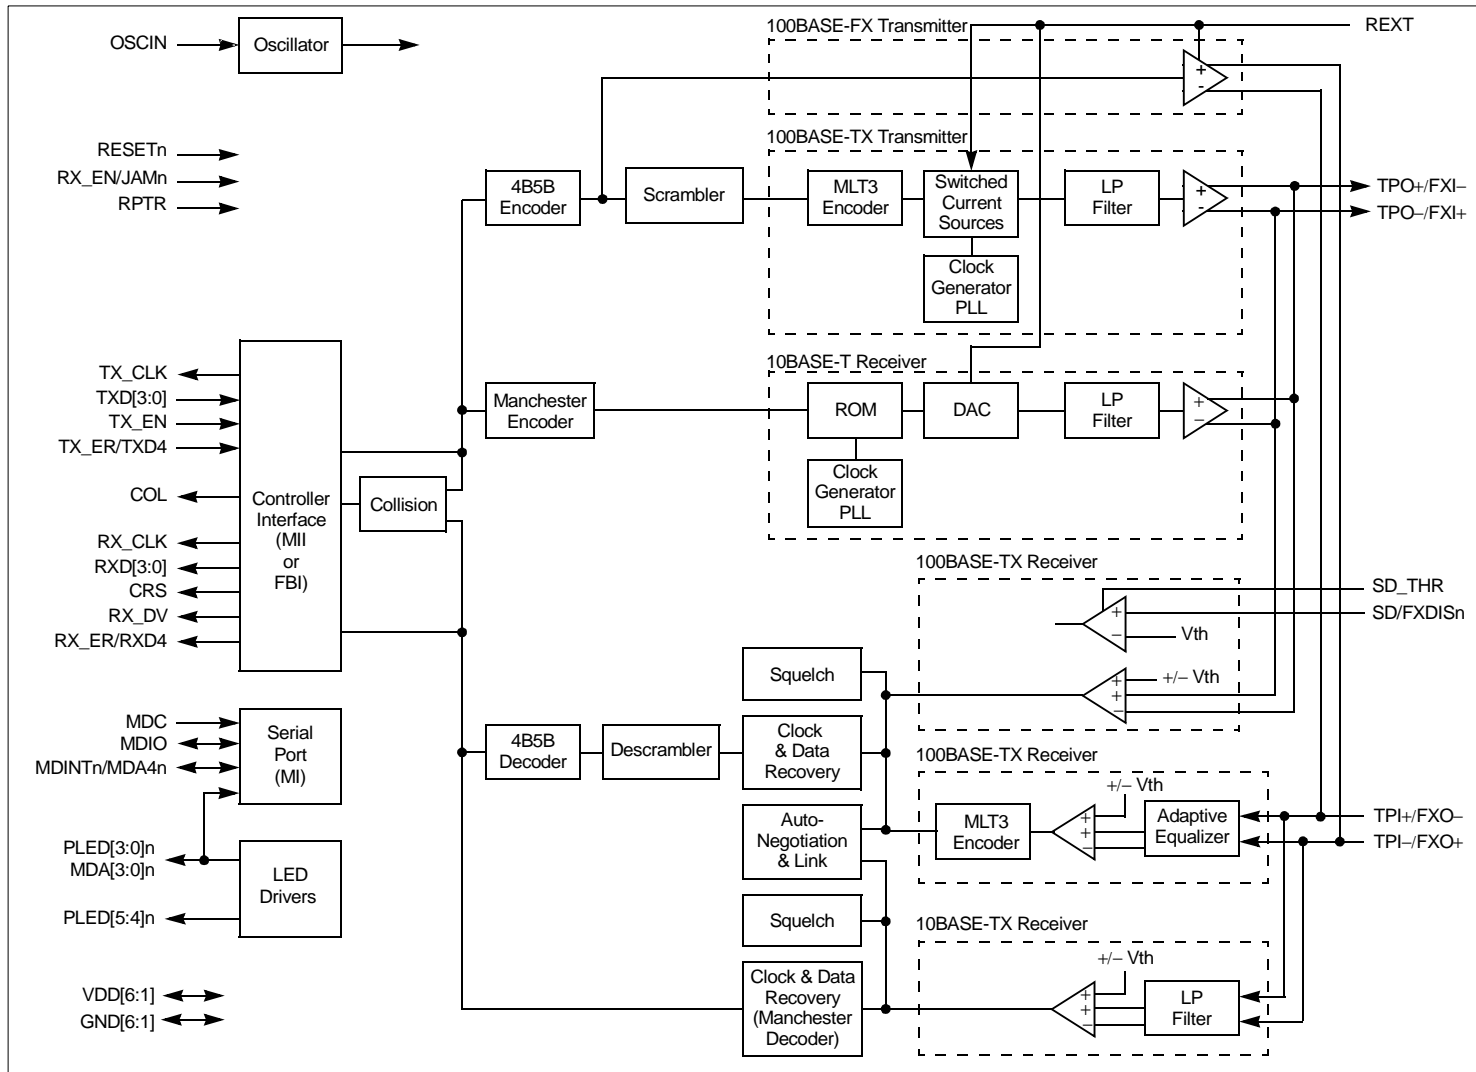 100BASE-FX Transmitter
REXT
OSCIN
Oscillator
+
-
100BASE-TX Transmitter
RESETn
RX_EN/JAMn
RPTR
4B5B
Encoder
Scrambler
MLT3
Encoder
Switched
Current
Sources
LP
Filter
+
-
TPO+/FXI−
TPO−/FXI+
Clock
Generator
PLL
10BASE-T Receiver
TX_CLK
TXD[3:0]
TX_EN
TX_ER/TXD4
COL
RX_CLK
RXD[3:0]
CRS
RX_DV
RX_ER/RXD4
Controller
Interface
(MII
or
FBI)
Collision
Manchester
Encoder
ROM
DAC
LP
Filter
+
−
Clock
Generator
PLL
100BASE-TX Receiver
SD_THR
SD/FXDISn
+
−
Vth
+/− Vth
+
+
−
Squelch
MDC
MDIO
MDINTn/MDA4n
Serial
Port
(MI)
4B5B
Decoder
Descrambler
Clock
& Data
Recovery
100BASE-TX Receiver
+/− Vth
Auto-
Negotiation
& Link
MLT3
Encoder
+
+
−
Adaptive
Equalizer
TPI+/FXO−
TPI−/FXO+
PLED[3:0]n
MDA[3:0]n
PLED[5:4]n
LED
Drivers
Squelch
10BASE-TX Receiver
+/− Vth
Clock & Data
Recovery
(Manchester
Decoder)
+
+
−
LP
Filter
VDD[6:1]
GND[6:1]